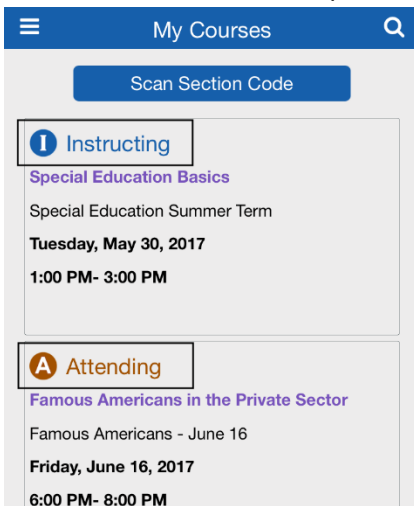 My Courses
Scan Section Code
I Instructing
Special Education Basics
Special Education Summer Term
Tuesday, May 30, 2017
1:00 PM- 3:00 PM
A Attending
Famous Americans in the Private Sector
Famous Americans - June 16
Friday, June 16, 2017
6:00 PM- 8:00 PM